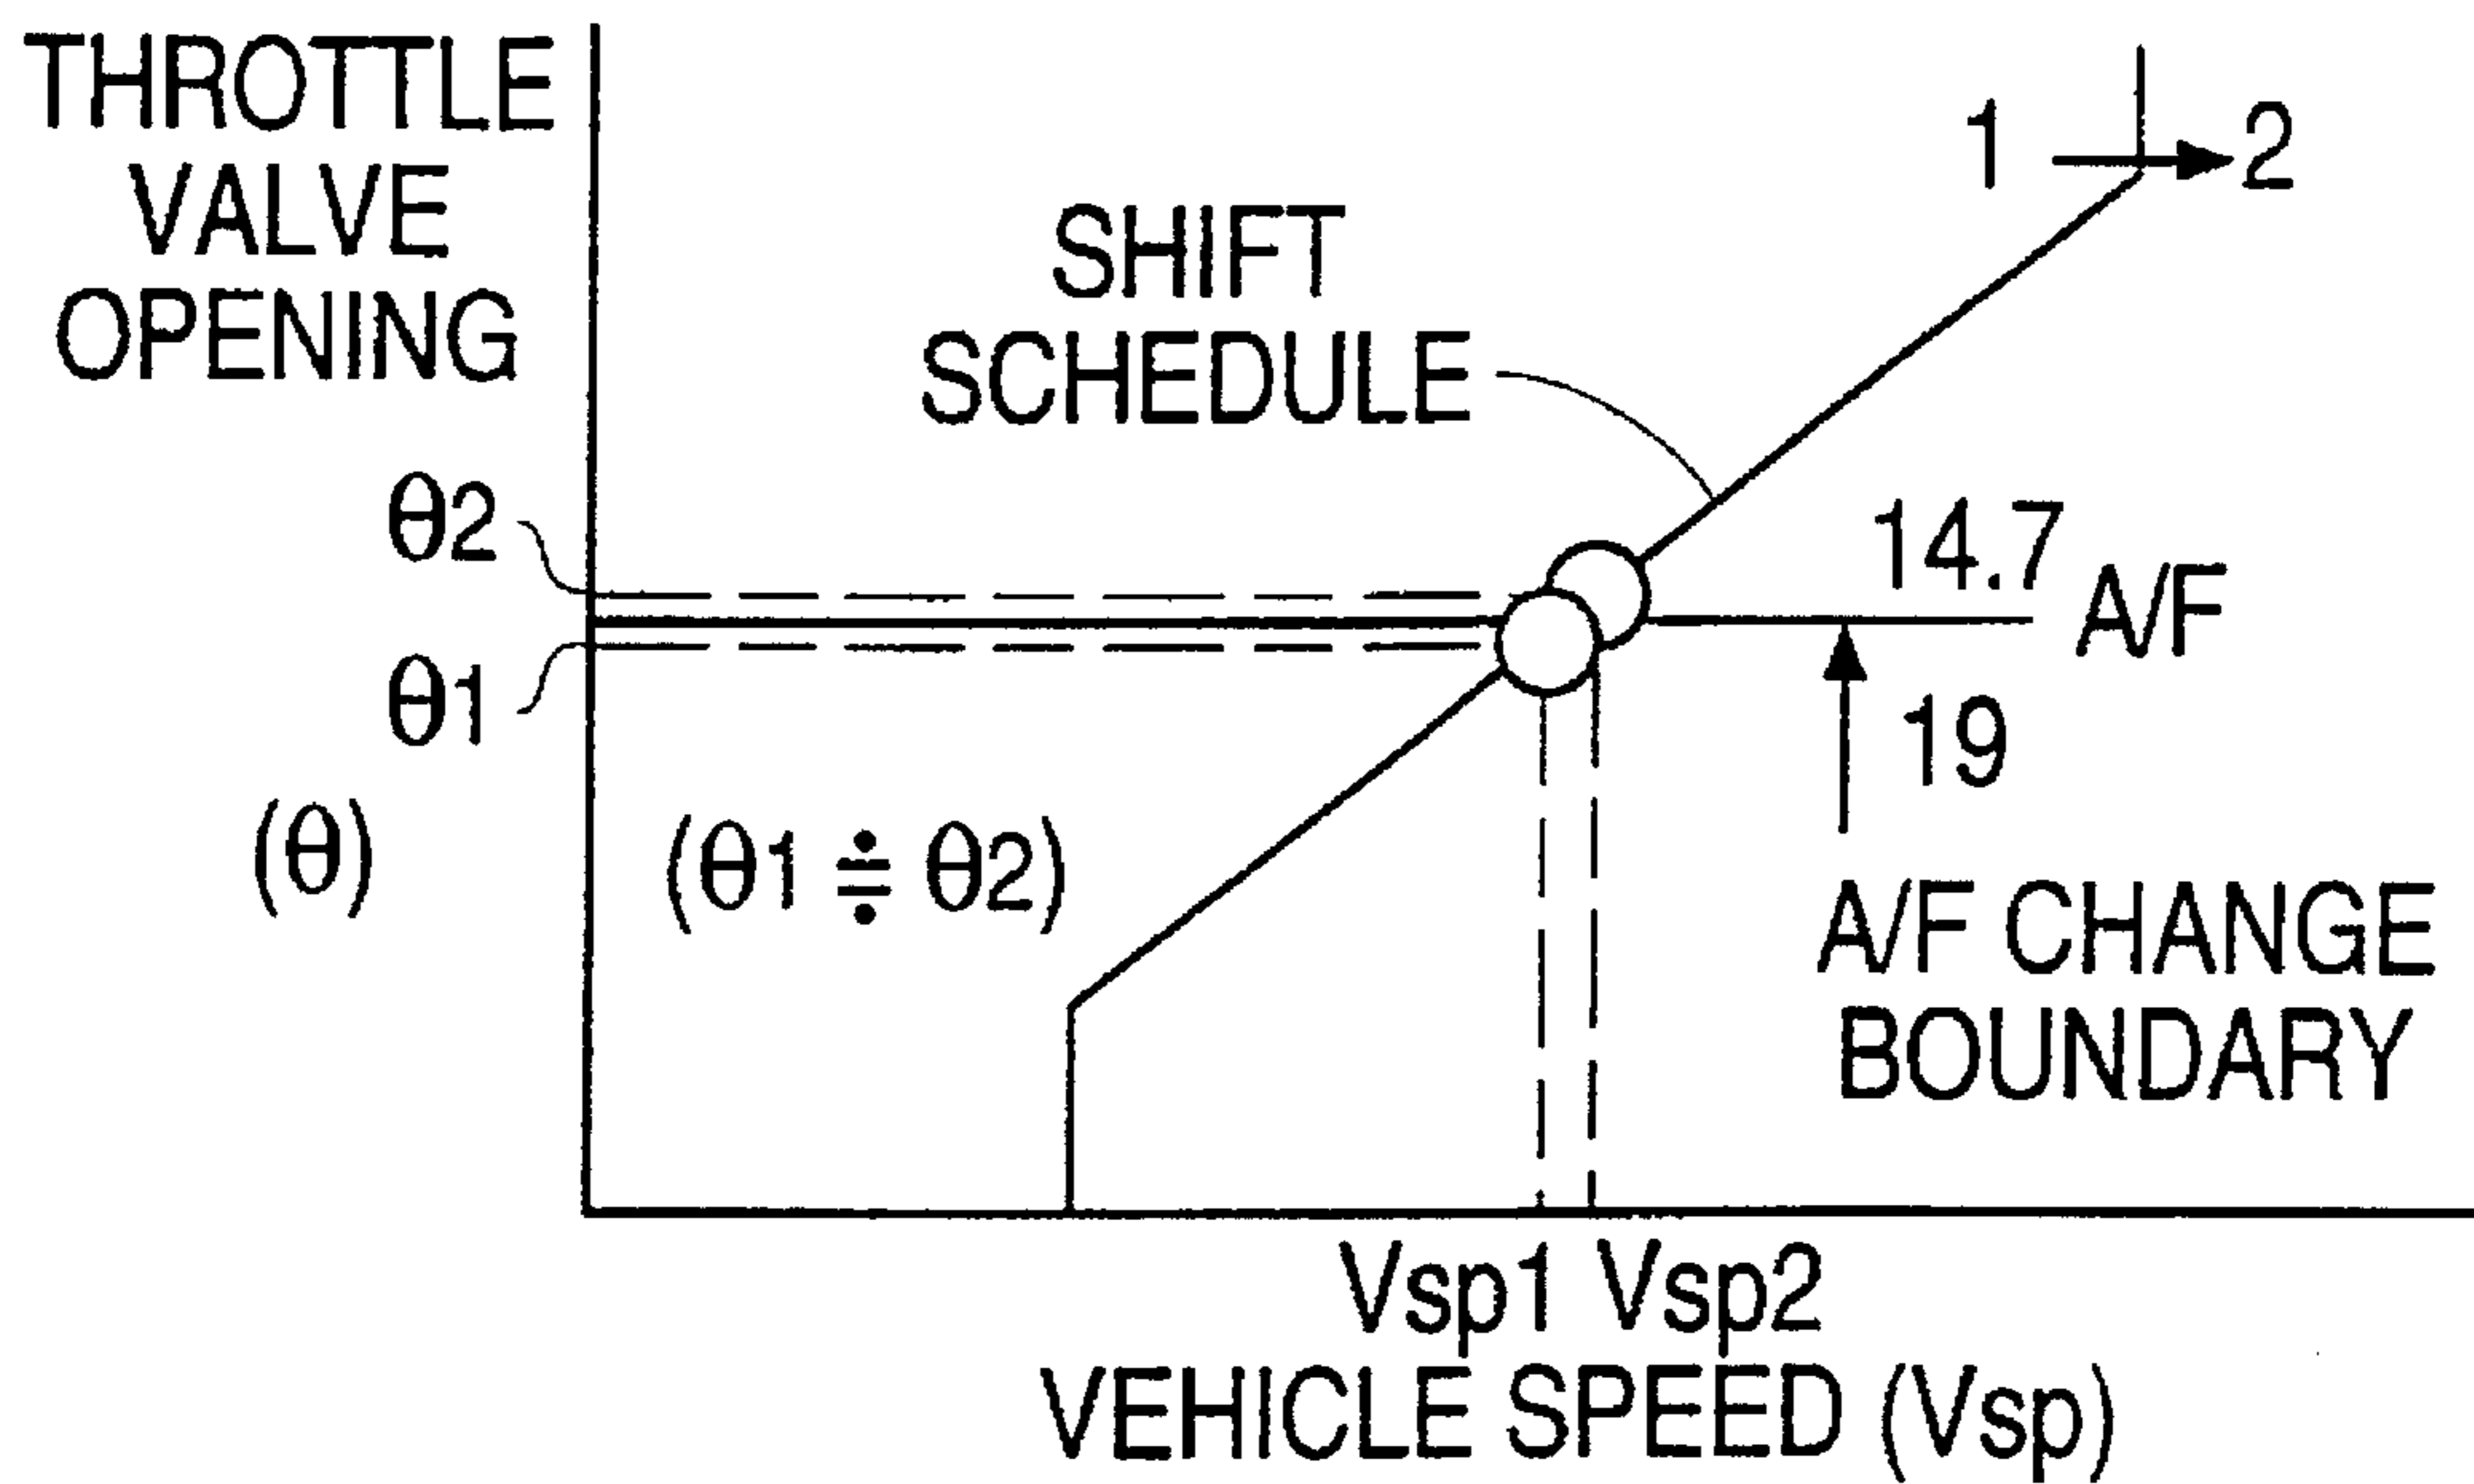 THROTTLE
VALVE
OPENING
1
2
SHIFT
SCHEDULE
θ2
14.7
A/F
θ1
19
(θ)
(θ1 ≑ θ2)
A/F CHANGE
BOUNDARY
Vsp1 Vsp2
VEHICLE SPEED (Vsp)